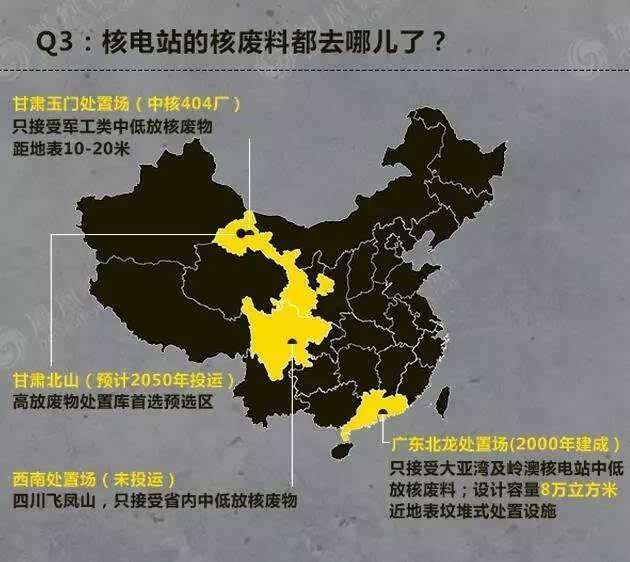 Q3：核电站的核废料都去哪儿了？
甘肃玉门处置场（中核404厂）
只接受军工类中低放核废物
距地表10-20米
甘肃北山（预计2050年投运）
高放废物处置库首选预选区
西南处置场（未投运）
四川飞凤山，只接受省内中低放核废物
广东北龙处置场(2000年建成）
只接受大亚湾及岭澳核电站中低
放核废料；设计容量8万立方米
近地表坟堆式处置设施